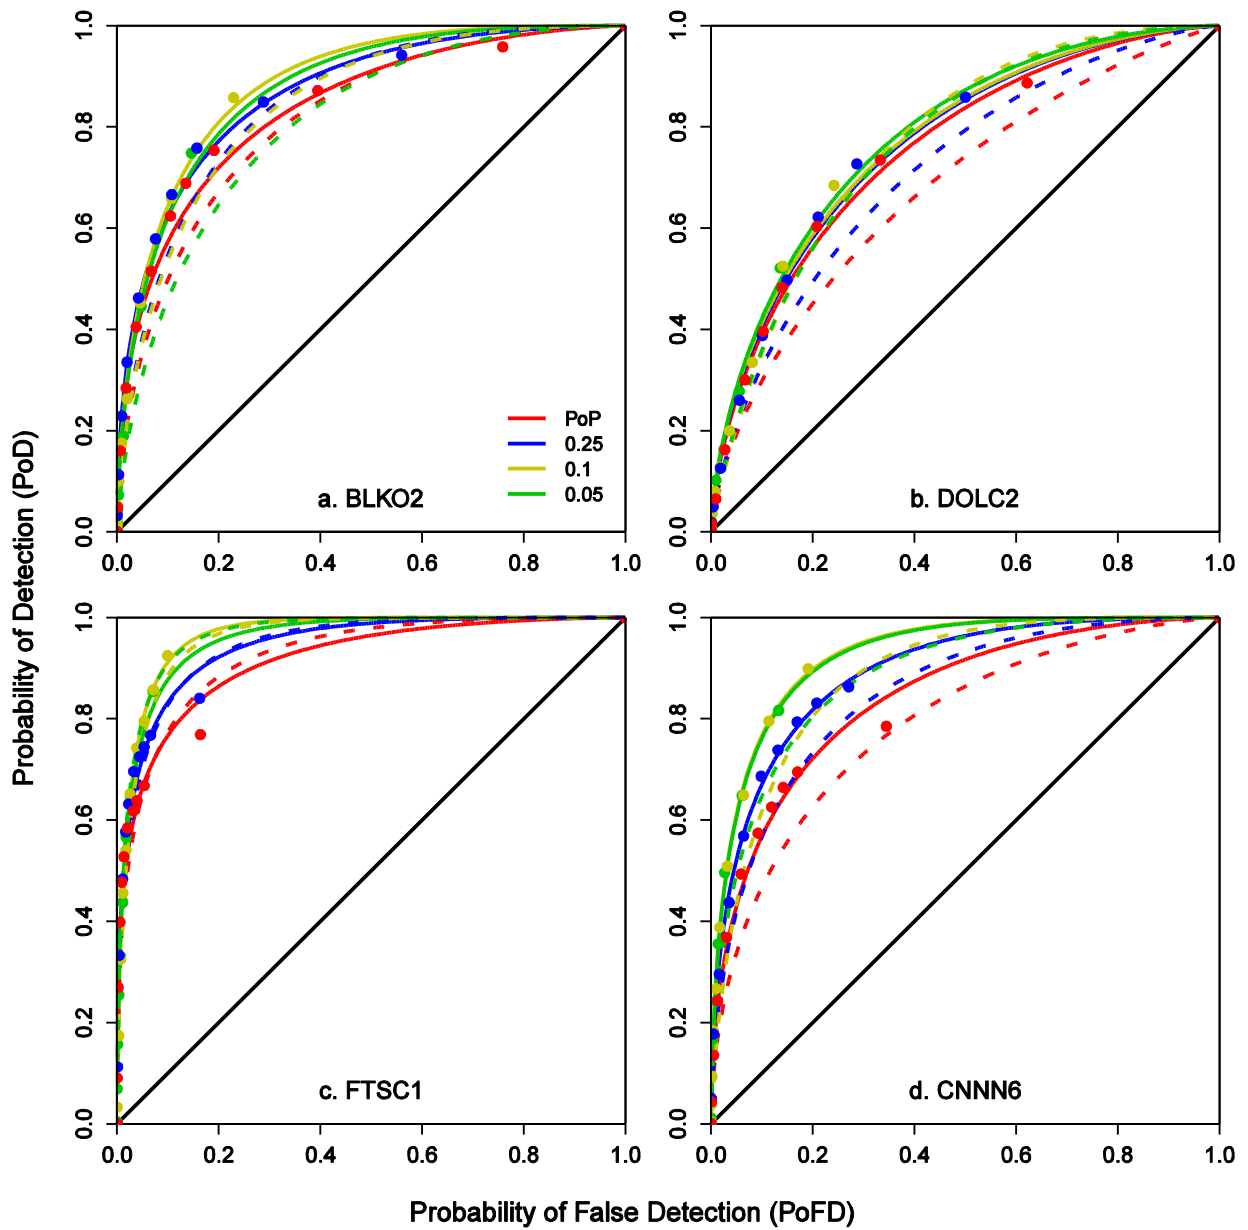 Probability of Detection (PoD)
1.0
0.8
0.6
0.4
0.2
0.0
PoP
0.25
0.1
0.05
a. BLKO2
0.0 0.2 0.4 0.6 0.8 1.0
1.0
0.8
0.6
0.4
0.2
0.0
b. DOLC2
0.0 0.2 0.4 0.6 0.8 1.0
1.0
0.8
0.6
0.4
0.2
0.0
c. FTSC1
0.0 0.2 0.4 0.6 0.8 1.0
1.0
0.8
0.6
0.4
0.2
0.0
d. CNNN6
0.0 0.2 0.4 0.6 0.8 1.0
Probability of False Detection (PoFD)